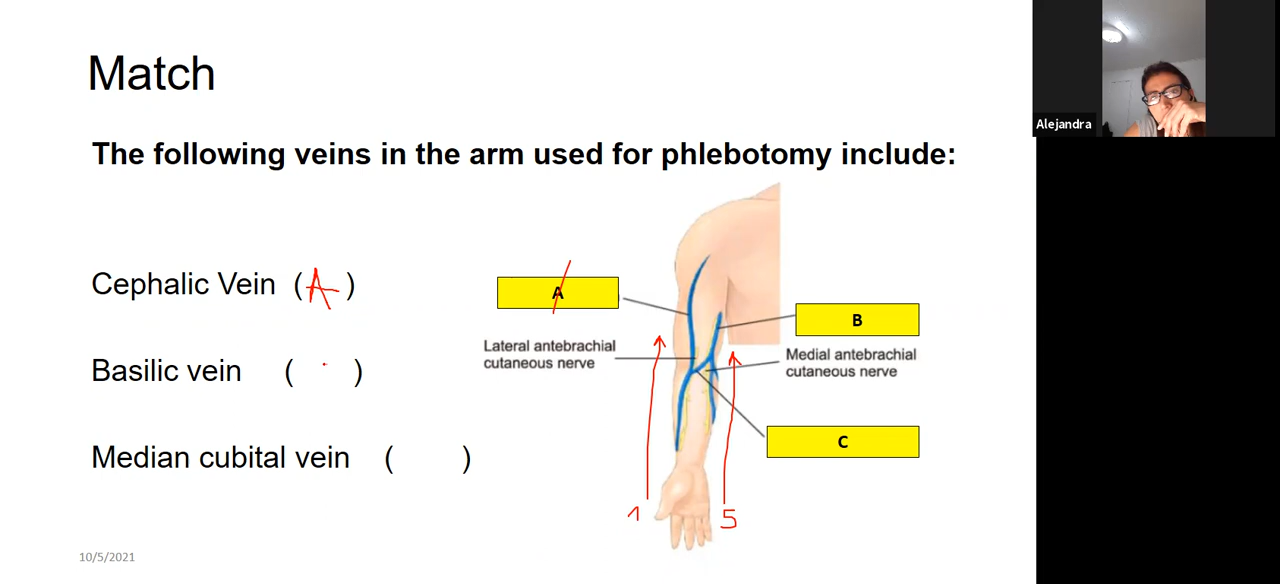 Match
Alejandra
The following veins in the arm used for phlebotomy include:
Cephalic Vein (A)
A
B
Lateral antebrachial
cutaneous nerve
Medial antebrachial
cutaneous nerve
Basilic vein ( )
C
Median cubital vein ( )
1
5
10/5/2021